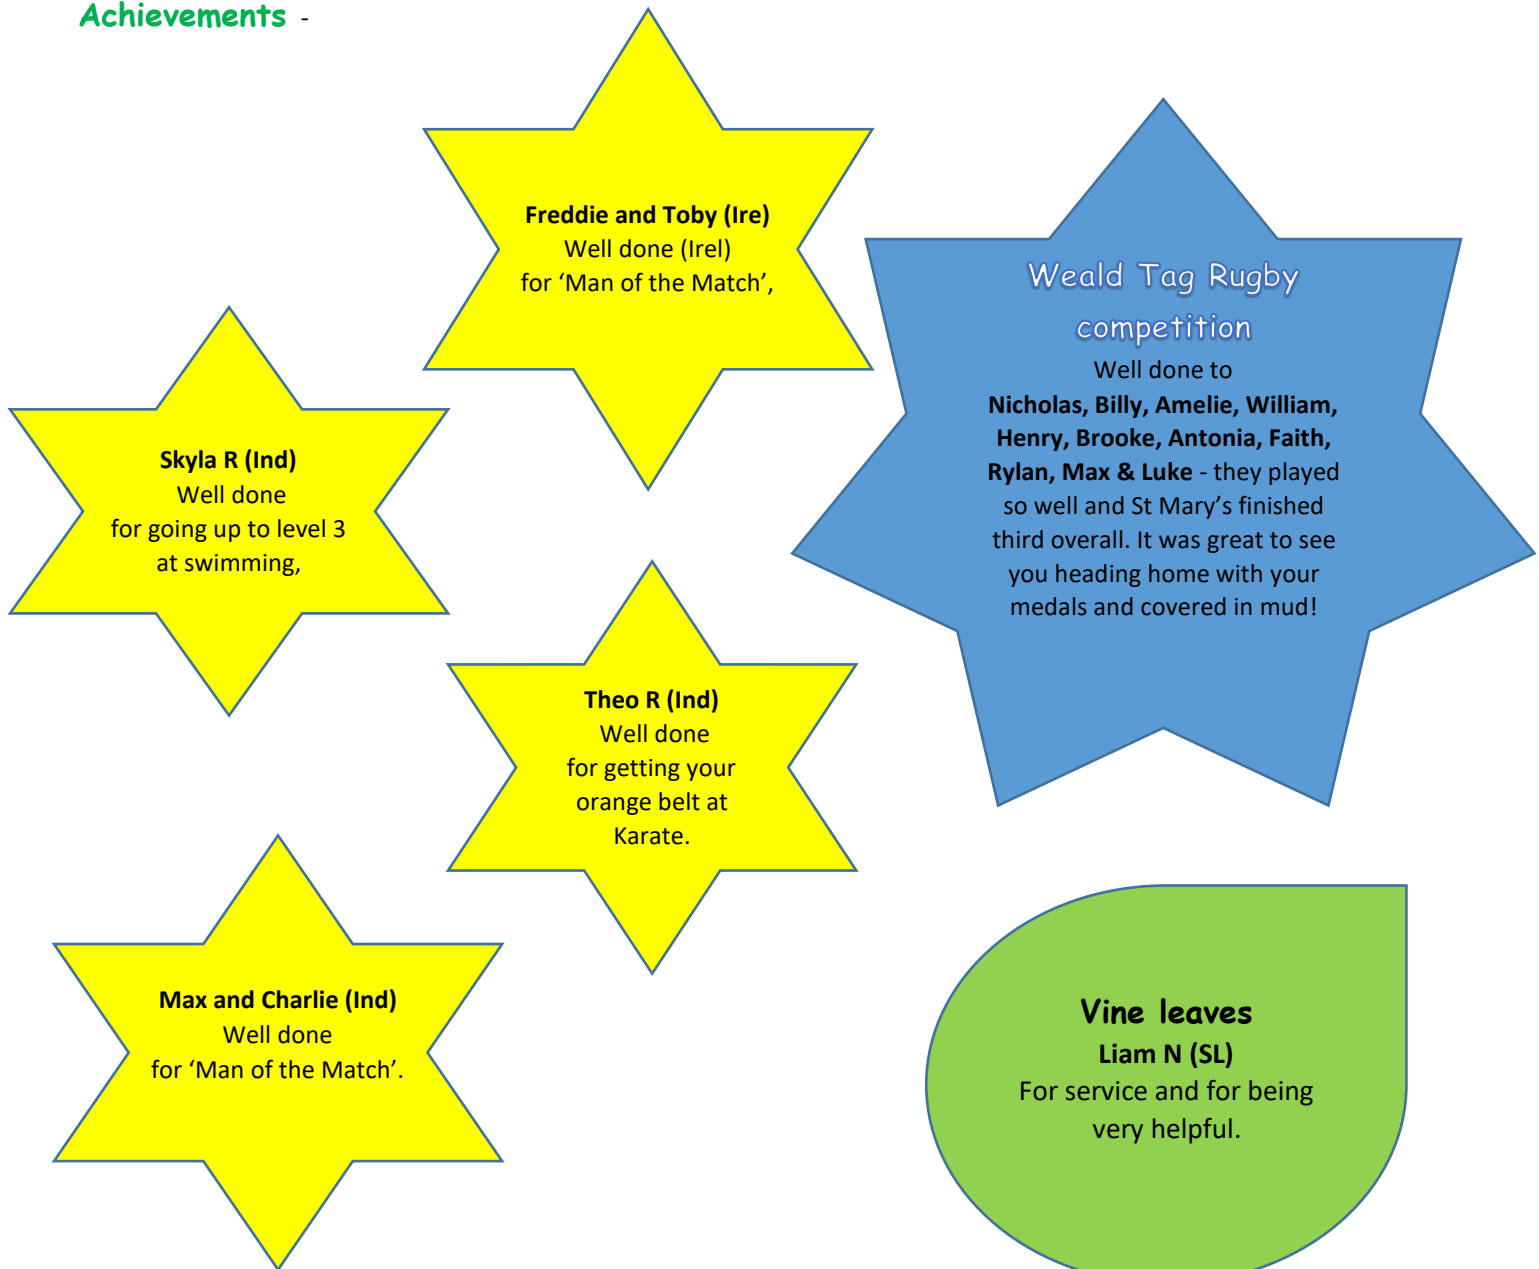 Achievements -
Freddie and Toby (Ire)
Well done (Irel)
for ‘Man of the Match’,
Weald Tag Rugby
competition
Well done to
Nicholas, Billy, Amelie, William,
Henry, Brooke, Antonia, Faith,
Rylan, Max & Luke - they played
so well and St Mary’s finished
third overall. It was great to see
you heading home with your
medals and covered in mud!
Skyla R (Ind)
Well done
for going up to level 3
at swimming,
Theo R (Ind)
Well done
for getting your
orange belt at
Karate.
Max and Charlie (Ind)
Well done
for ‘Man of the Match’.
Vine leaves
Liam N (SL)
For service and for being
very helpful.